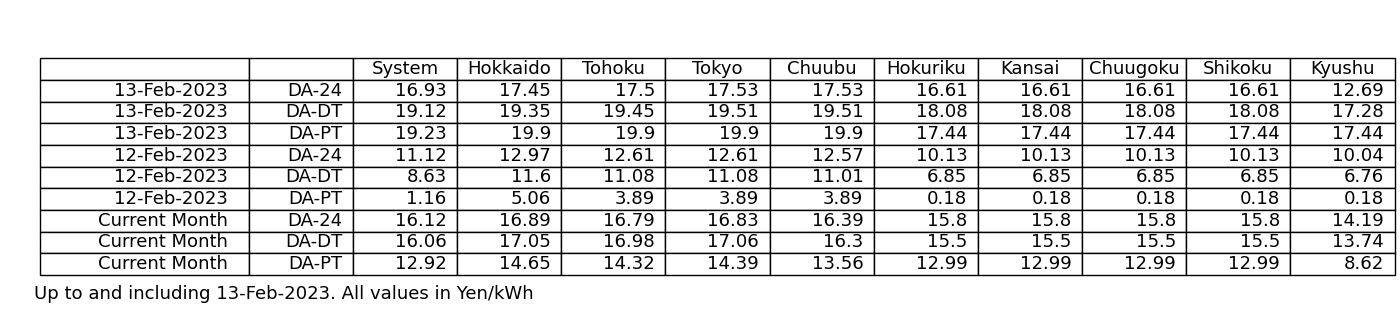 System Hokkaido Tohoku Tokyo Chuubu Hokuriku Kansai Chuugoku Shikoku Kyushu
13-Feb-2023 DA-24 16.93 17.45 17.5 17.53 17.53 16.61 16.61 16.61 16.61 12.69
13-Feb-2023 DA-DT 19.12 19.35 19.45 19.51 19.51 18.08 18.08 18.08 18.08 17.28
13-Feb-2023 DA-PT 19.23 19.9 19.9 19.9 19.9 17.44 17.44 17.44 17.44 17.44
12-Feb-2023 DA-24 11.12 12.97 12.61 12.61 12.57 10.13 10.13 10.13 10.13 10.04
12-Feb-2023 DA-DT 8.63 11.6 11.08 11.08 11.01 6.85 6.85 6.85 6.85 6.76
12-Feb-2023 DA-PT 1.16 5.06 3.89 3.89 3.89 0.18 0.18 0.18 0.18 0.18
Current Month DA-24 16.12 16.89 16.79 16.83 16.39 15.8 15.8 15.8 15.8 14.19
Current Month DA-DT 16.06 17.05 16.98 17.06 16.3 15.5 15.5 15.5 15.5 13.74
Current Month DA-PT 12.92 14.65 14.32 14.39 13.56 12.99 12.99 12.99 12.99 8.62
Up to and including 13-Feb-2023. All values in Yen/kWh